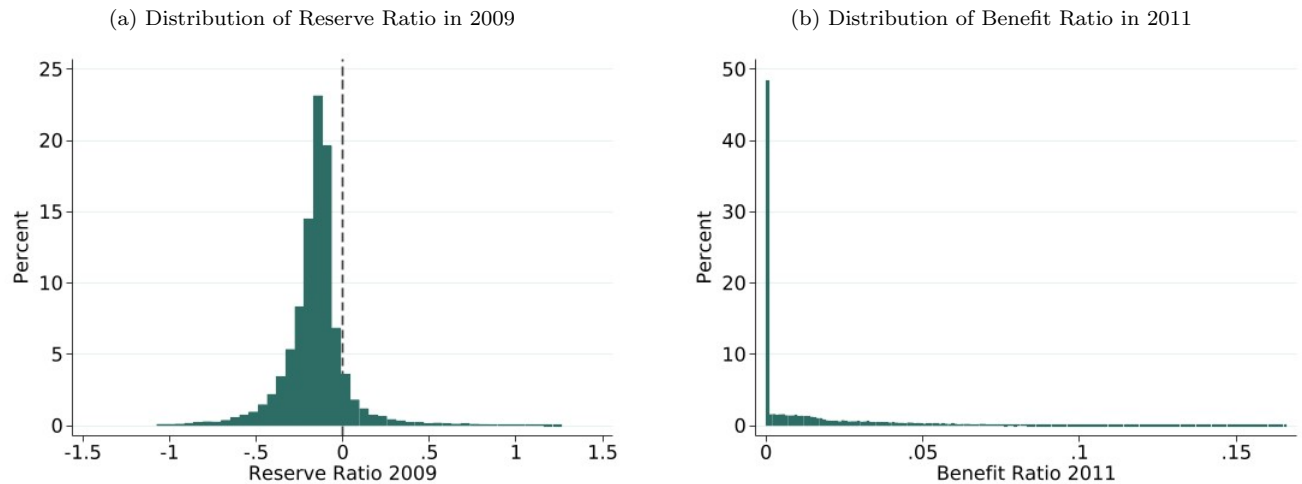 (a) Distribution of Reserve Ratio in 2009
25
20
15
10
5
0
Percent
-1.5 -1 -.5 0 .5 1 1.5
Reserve Ratio 2009
(b) Distribution of Benefit Ratio in 2011
50
40
30
20
10
0
Percent
0 .05 .1 .15
Benefit Ratio 2011